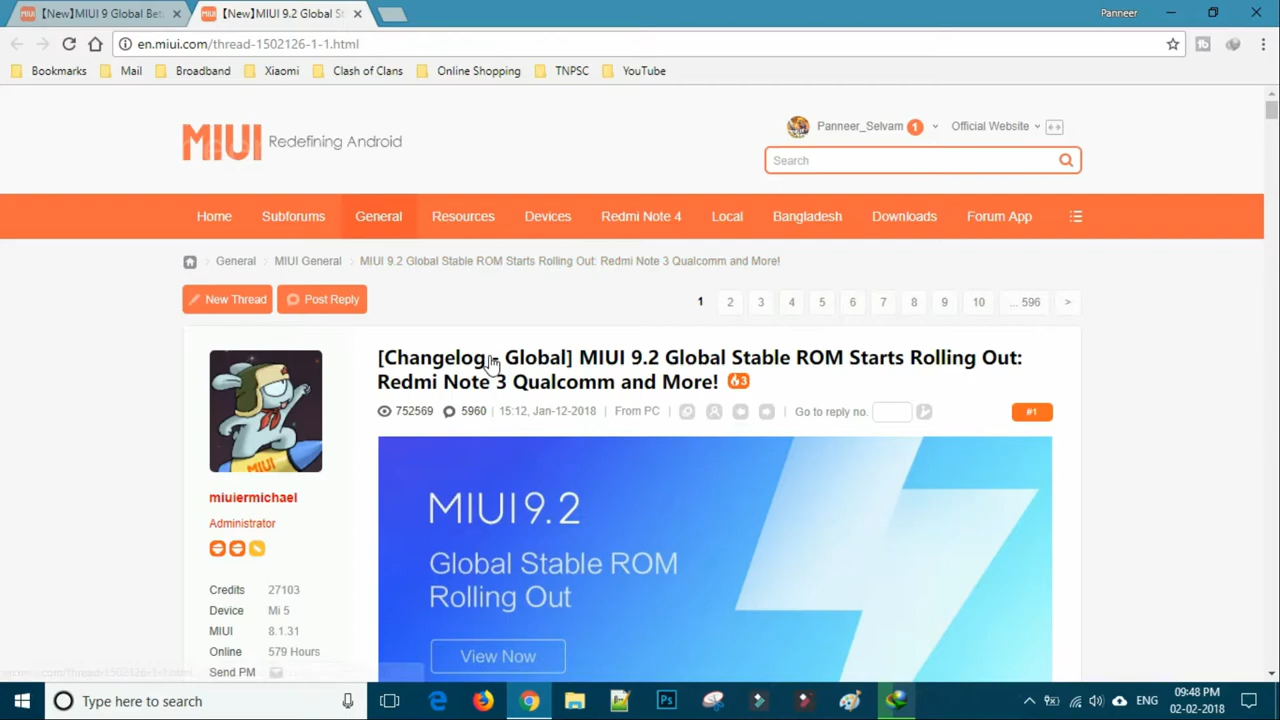 【New】MIUI 9 Global Bet
【New】MIUI 9.2 Global St
Panneer
en.miui.com/thread-1502126-1-1.html
Bookmarks
Mail
Broadband
Xiaomi
Clash of Clans
Online Shopping
TNPSC
YouTube
MIUI Redefining Android
Panneer_Selvam 1
Official Website
Search
Home
Subforums
General
Resources
Devices
Redmi Note 4
Local
Bangladesh
Downloads
Forum App
General
MIUI General
MIUI 9.2 Global Stable ROM Starts Rolling Out: Redmi Note 3 Qualcomm and More!
New Thread
Post Reply
1 2 3 4 5 6 7 8 9 10 ... 596 >
[Changelog - Global] MIUI 9.2 Global Stable ROM Starts Rolling Out:
Redmi Note 3 Qualcomm and More! 3
752569 5960 | 15:12, Jan-12-2018 | From PC | | Go to reply no.
#1
MIUI 9.2
Global Stable ROM
Rolling Out
View Now
MIUI
miuiermichael
Administrator
Credits 27103
Device Mi 5
MIUI 8.1.31
Online 579 Hours
Send PM
Type here to search
Ps
ENG
09:48 PM
02-02-2018